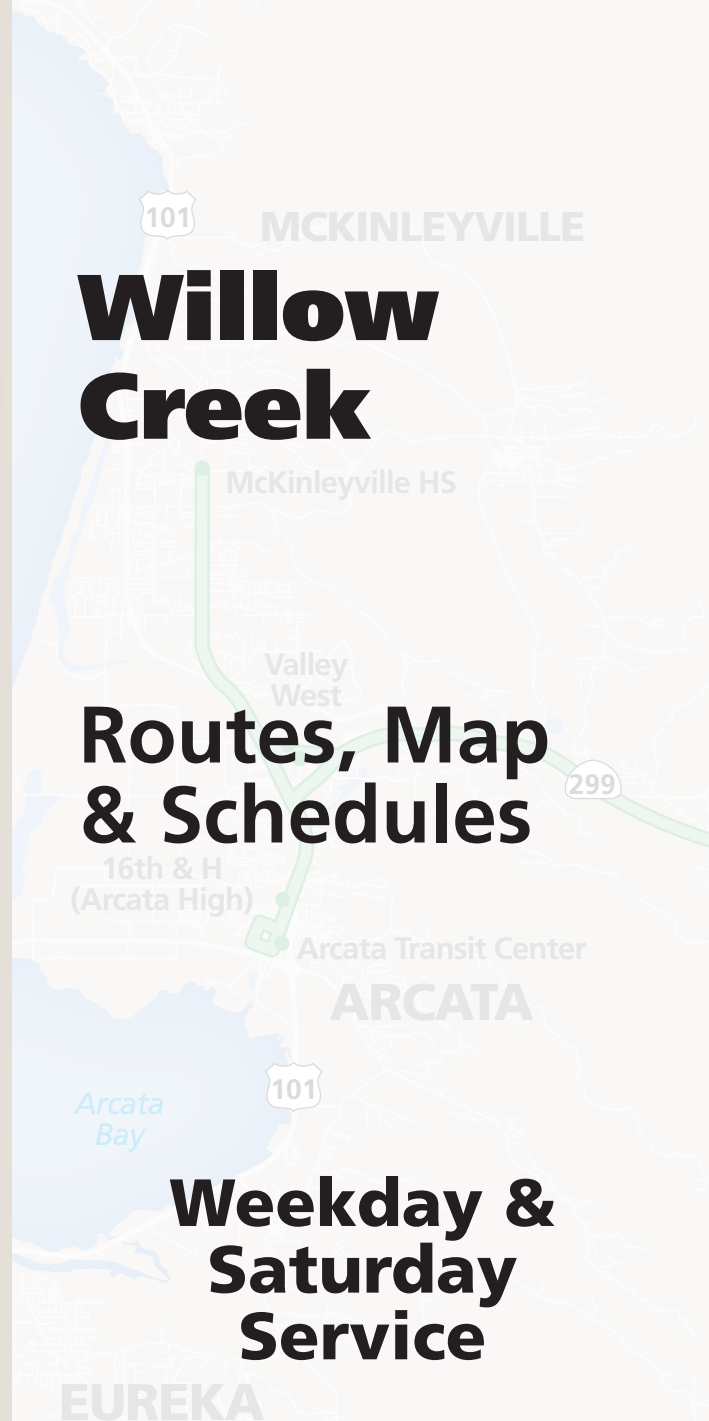 101
MCKINLEYVILLE
Willow
Creek
McKinleyville HS
Valley
West
Routes, Map
& Schedules
299
16th & H
(Arcata High)
Arcata Transit Center
ARCATA
101
Arcata
Bay
Weekday &
Saturday
Service
EUREKA